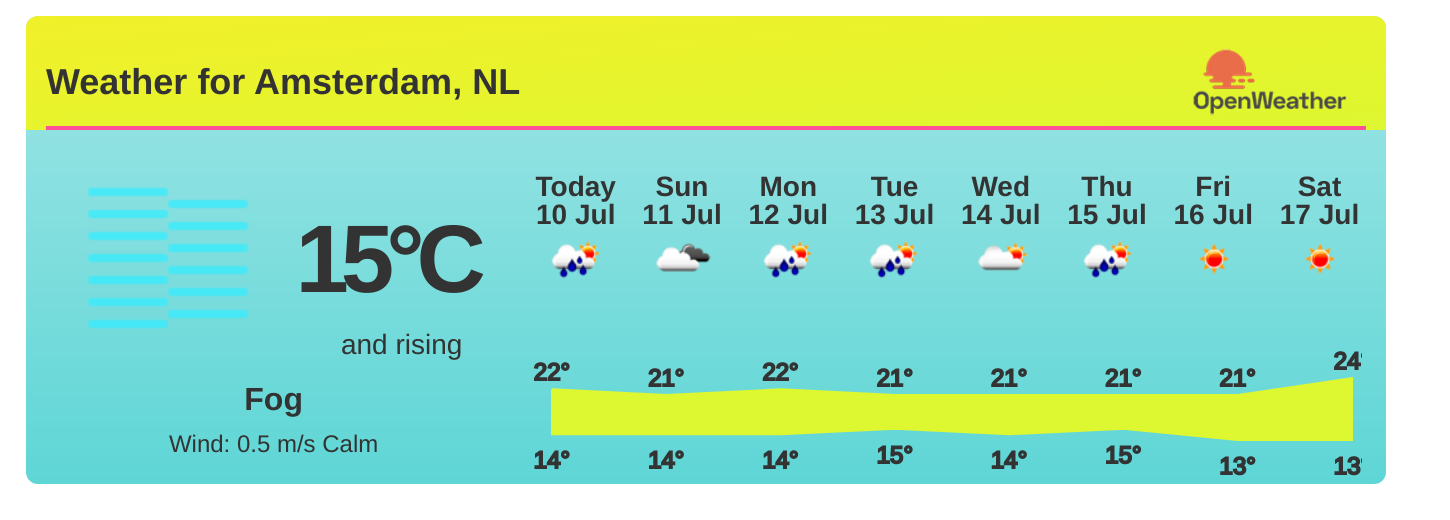 Weather for Amsterdam, NL
OpenWeather
15°C
and rising
Fog
Wind: 0.5 m/s Calm
Today Sun Mon Tue Wed Thu Fri Sat
10 Jul 11 Jul 12 Jul 13 Jul 14 Jul 15 Jul 16 Jul 17 Jul
22° 21° 22° 21° 21° 21° 21° 24°
14° 14° 14° 15° 14° 15° 13° 13°